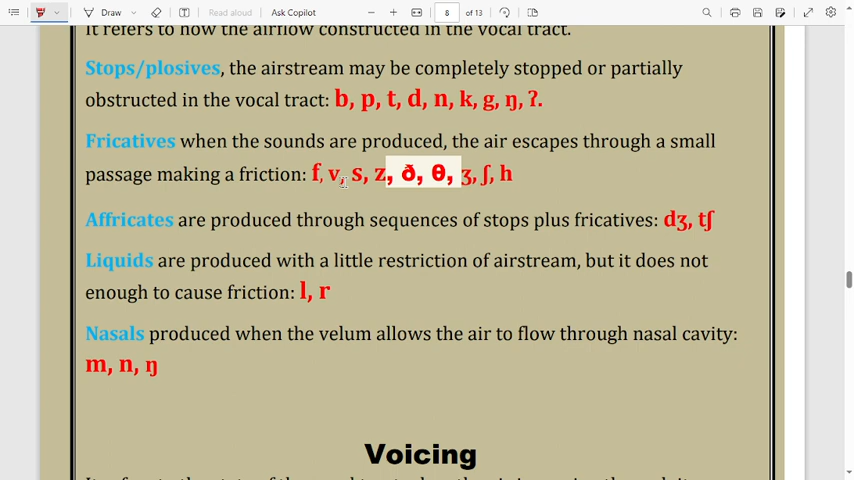 Draw
Read aloud
Ask Copilot
8 of 13
It refers to how the airflow constructed in the vocal tract.
Stops/plosives, the airstream may be completely stopped or partially
obstructed in the vocal tract: b, p, t, d, n, k, g, ŋ, ʔ.
Fricatives when the sounds are produced, the air escapes through a small
passage making a friction: f, v, s, z, ð, θ, ʒ, ʃ, h
Affricates are produced through sequences of stops plus fricatives: dʒ, tʃ
Liquids are produced with a little restriction of airstream, but it does not
enough to cause friction: l, r
Nasals produced when the velum allows the air to flow through nasal cavity:
m, n, ŋ
Voicing